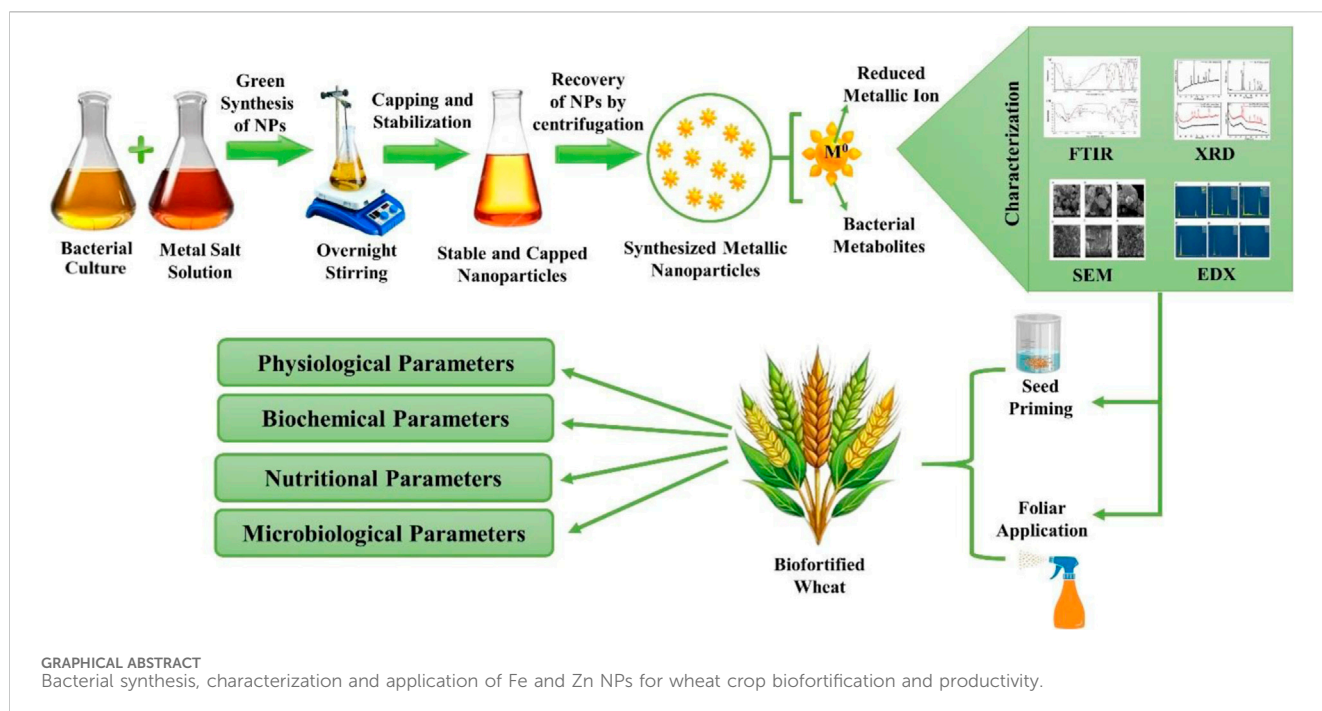 Green
Synthesis
of NPs
Capping and
Stabilization
Recovery
of NPs by
centrifugation
Reduced
Metallic Ion
M⁰
Bacterial
Metabolites
Bacterial
Culture
Metal Salt
Solution
Overnight
Stirring
Stable and Capped
Nanoparticles
Synthesized Metallic
Nanoparticles
Characterization
FTIR
XRD
SEM
EDX
Seed
Priming
Foliar
Application
Biofortified
Wheat
Physiological Parameters
Biochemical Parameters
Nutritional Parameters
Microbiological Parameters
GRAPHICAL ABSTRACT
Bacterial synthesis, characterization and application of Fe and Zn NPs for wheat crop biofortification and productivity.